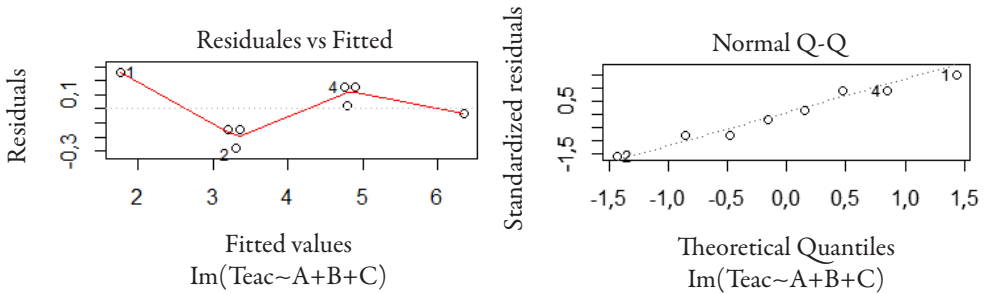 Residuales vs Fitted
Residuals
0,1
-0,3
1
2
4
2 3 4 5 6
Fitted values
Im(Teac~A+B+C)
Normal Q-Q
Standardized residuals
0,5
-1,5
2
4
1
-1,5 -1,0 -0,5 0,0 0,5 1,0 1,5
Theoretical Quantiles
Im(Teac~A+B+C)